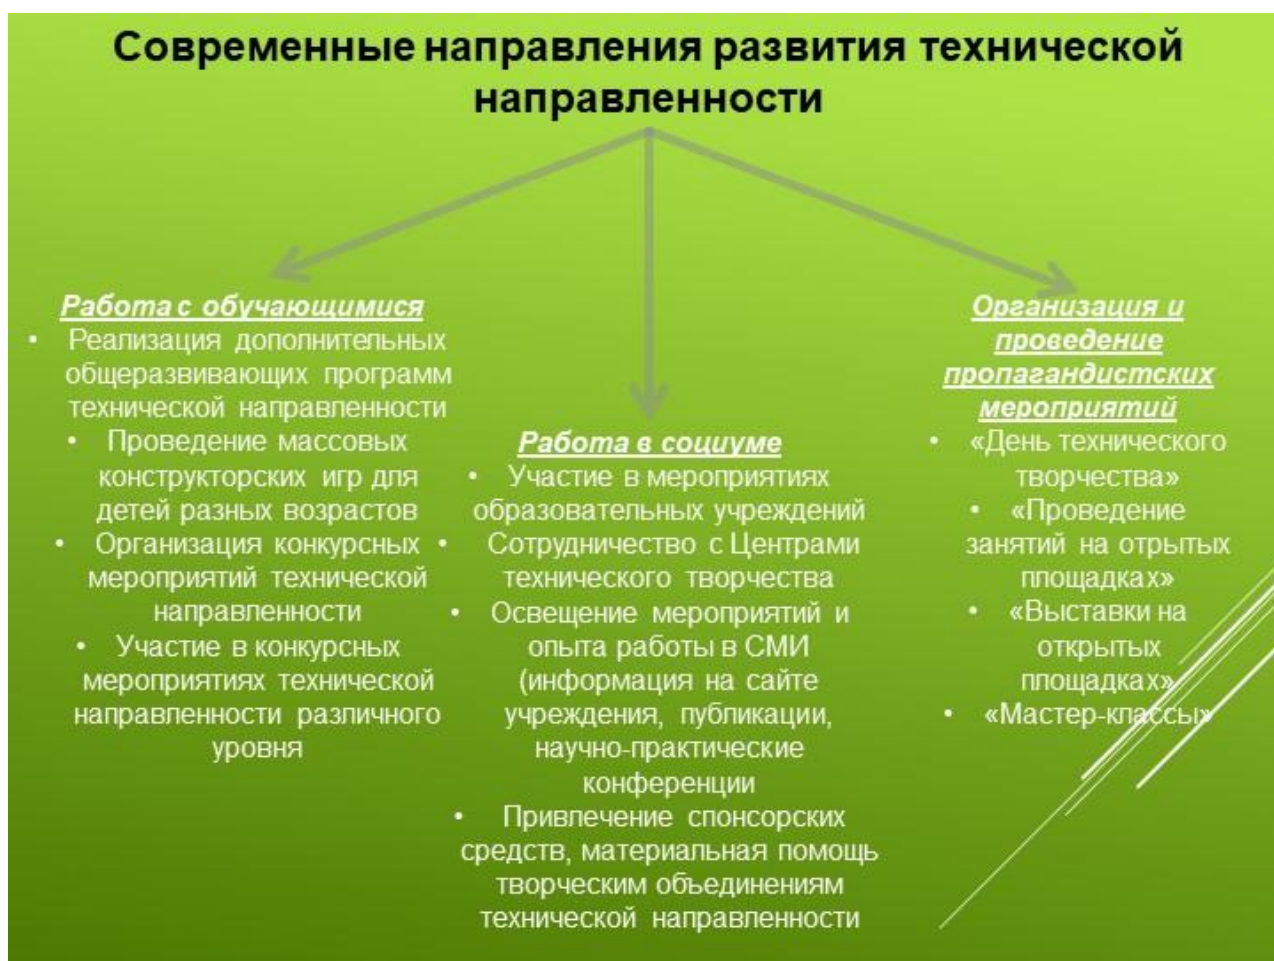 Современные направления развития технической
направленности
Работа с обучающимися
• Реализация дополнительных
общеразвивающих программ
технической направленности
• Проведение массовых
конструкторских игр для
детей разных возрастов
• Организация конкурсных
мероприятий технической
направленности
• Участие в конкурсных
мероприятиях технической
направленности различного
уровня
Работа в социуме
• Участие в мероприятиях
образовательных учреждений
• Сотрудничество с Центрами
технического творчества
• Освещение мероприятий и
опыта работы в СМИ
(информация на сайте
учреждения, публикации,
научно-практические
конференции
• Привлечение спонсорских
средств, материальная помощь
творческим объединениям
технической направленности
Организация и
проведение
пропагандистских
мероприятий
• «День технического
творчества»
• «Проведение
занятий на отрытых
площадках»
• «Выставки на
открытых
площадках»
• «Мастер-классы»